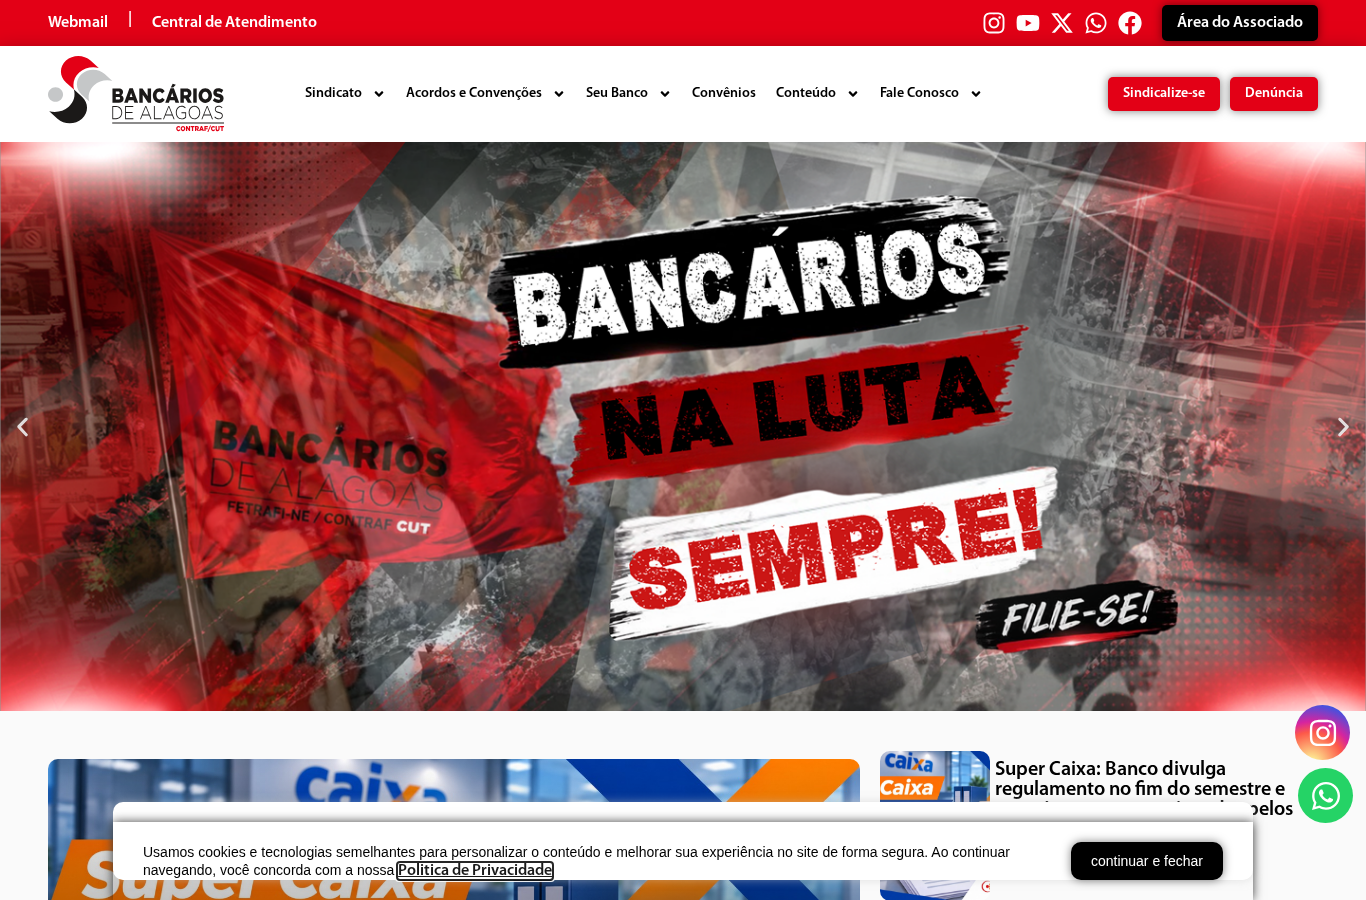 Webmail
Central de Atendimento
Área do Associado
BANCÁRIOS
DE ALAGOAS
CONTRAF/CUT
Sindicato
Acordos e Convenções
Seu Banco
Convênios
Conteúdo
Fale Conosco
Sindicalize-se
Denúncia
BANCÁRIOS
NA LUTA
SEMPRE!
FILIE-SE!
BANCÁRIOS
DE ALAGOAS
FETRAFI-NE / CONTRAF CUT
caixa
Super Caixa
caixa
Caixa
Super Caixa: Banco divulga
regulamento no fim do semestre e
Usamos cookies e tecnologias semelhantes para personalizar o conteúdo e melhorar sua experiência no site de forma segura. Ao continuar
navegando, você concorda com a nossa Politica de Privacidade
continuar e fechar